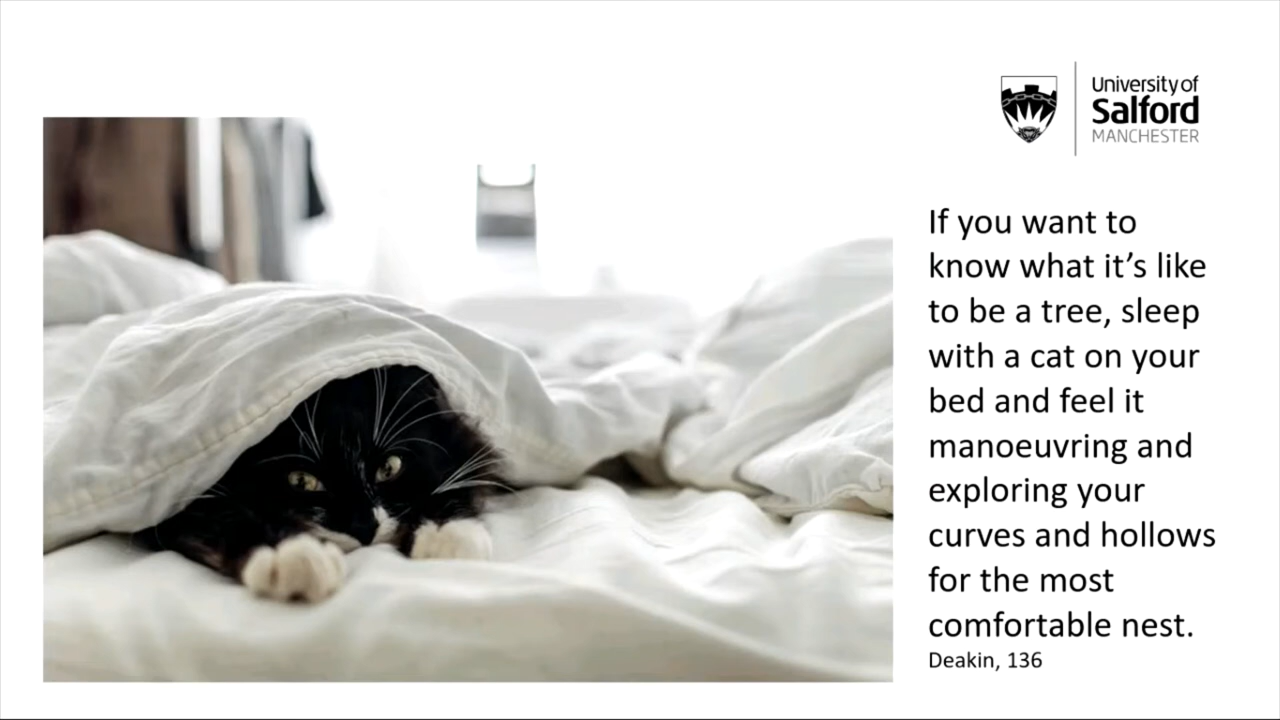 University of
Salford
MANCHESTER
If you want to
know what it’s like
to be a tree, sleep
with a cat on your
bed and feel it
manoeuvring and
exploring your
curves and hollows
for the most
comfortable nest.
Deakin, 136